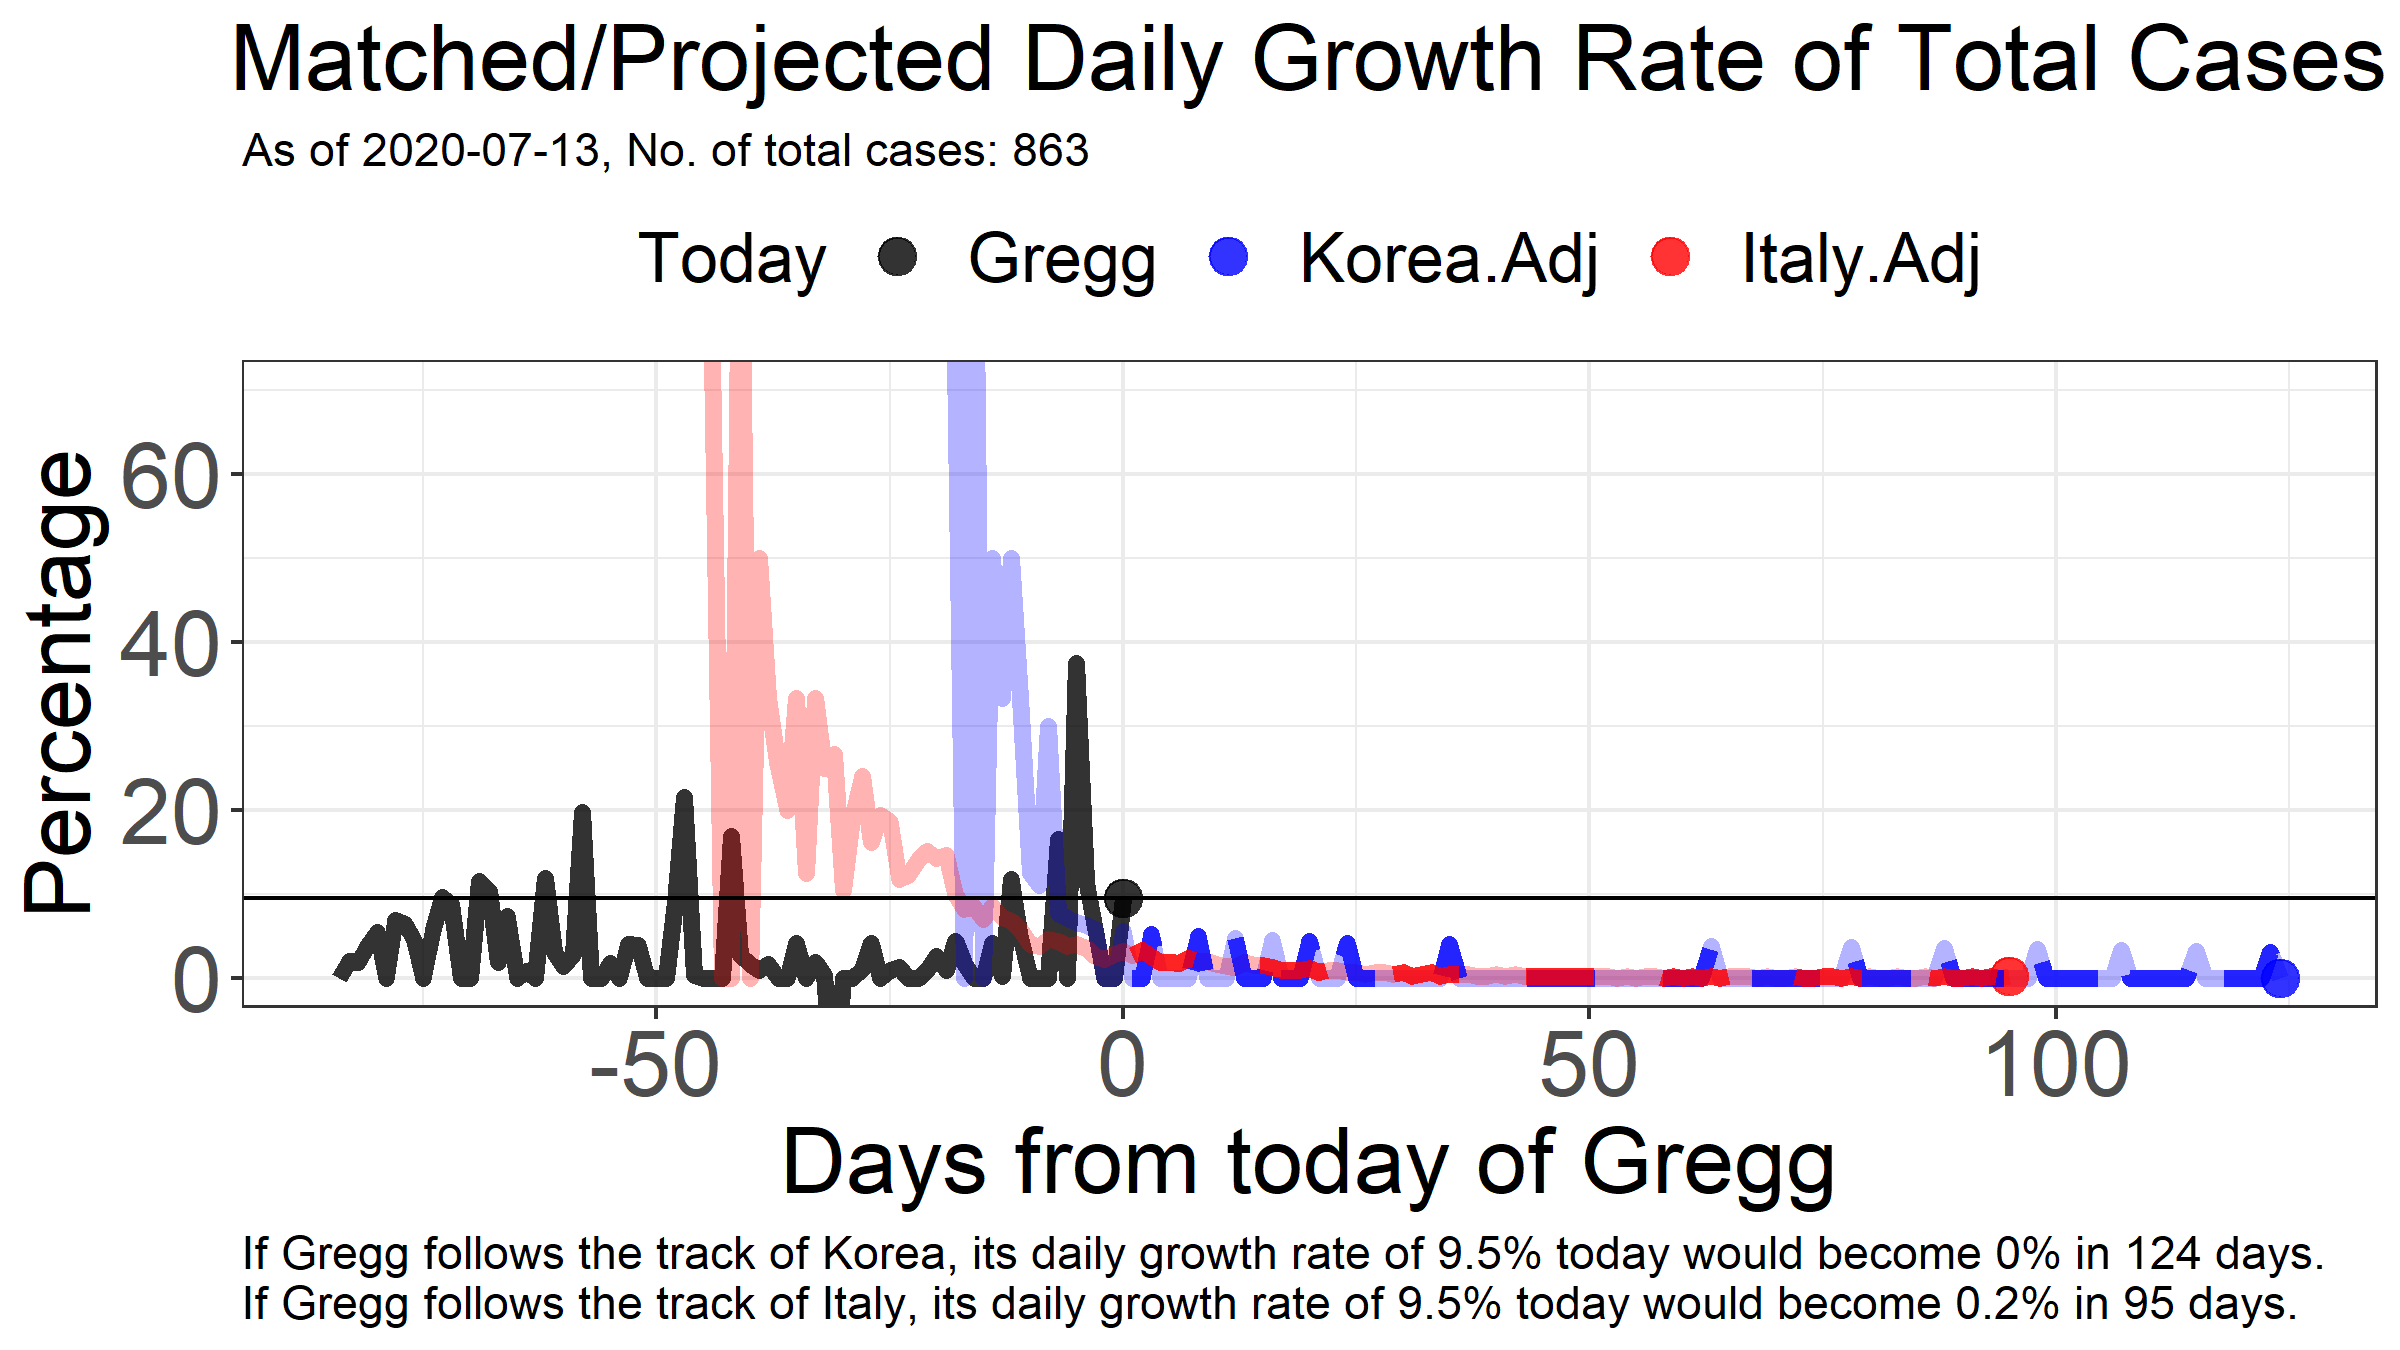 Matched/Projected Daily Growth Rate of Total Cases
As of 2020-07-13, No. of total cases: 863
Today Gregg Korea.Adj Italy.Adj
Percentage
60
40
20
0
-50 0 50 100
Days from today of Gregg
If Gregg follows the track of Korea, its daily growth rate of 9.5% today would become 0% in 124 days.
If Gregg follows the track of Italy, its daily growth rate of 9.5% today would become 0.2% in 95 days.